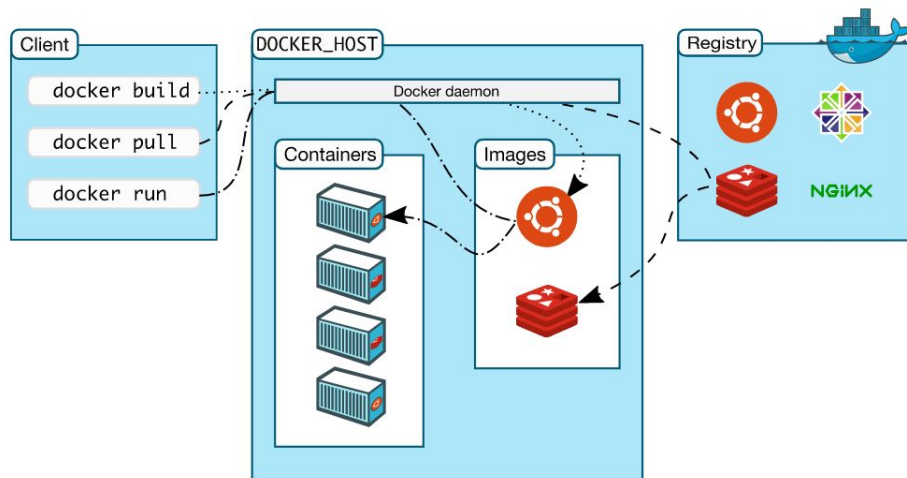 Client
docker build
docker pull
docker run
DOCKER_HOST
Docker daemon
Containers
Images
Registry
NGiNX